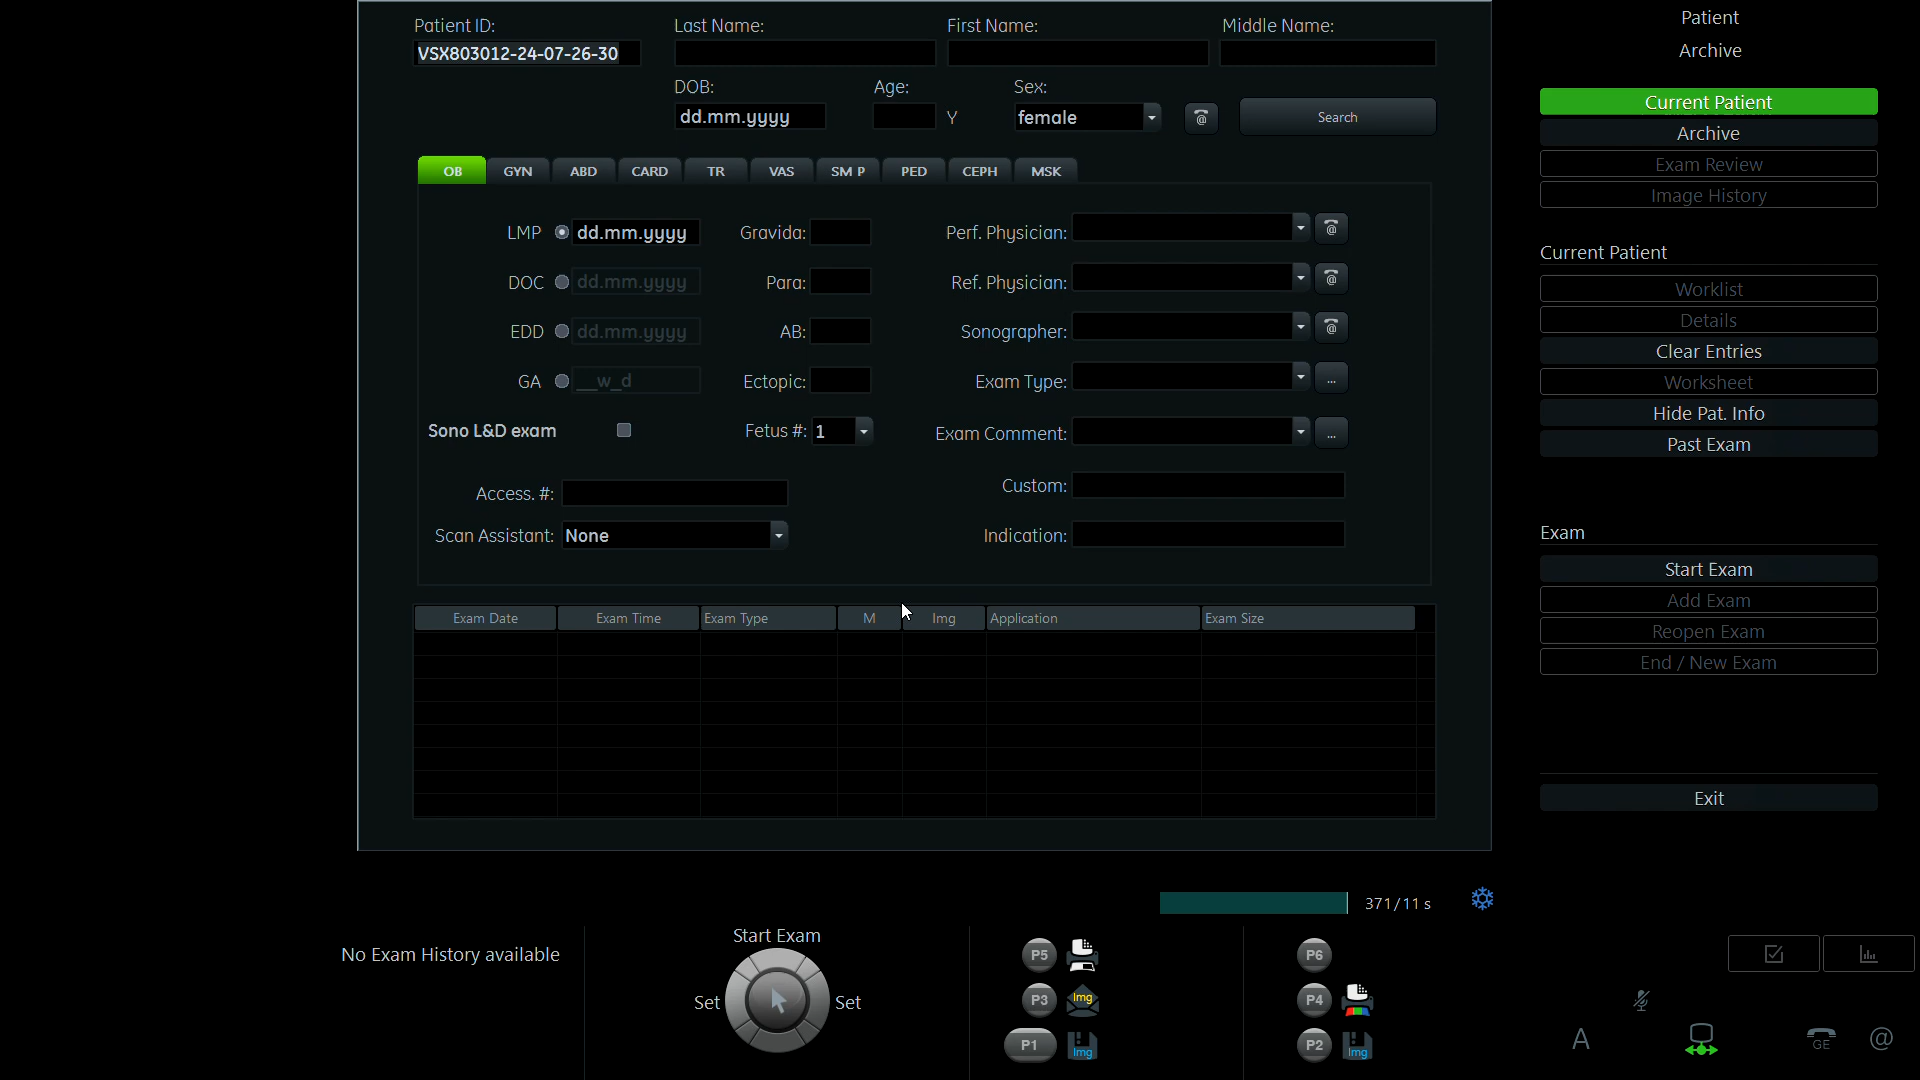 Patient ID: Last Name: First Name: Middle Name:
VSX803012-24-07-26-30
DOB: Age: Sex:
dd.mm.yyyy Y female @ Search
OB GYN ABD CARD TR VAS SM P PED CEPH MSK
LMP dd.mm.yyyy Gravida: Perf. Physician: @
DOC dd.mm.yyyy Para: Ref. Physician: @
EDD dd.mm.yyyy AB: Sonographer: @
GA __w_d Ectopic: Exam Type: ...
Sono L&D exam Fetus #: 1 Exam Comment: ...
Access. #: Custom:
Scan Assistant: None Indication:
Exam Date Exam Time Exam Type M Img Application Exam Size
Patient
Archive
Current Patient
Archive
Exam Review
Image History
Current Patient
Worklist
Details
Clear Entries
Worksheet
Hide Pat. Info
Past Exam
Exam
Start Exam
Add Exam
Reopen Exam
End / New Exam
Exit
371/11 s
No Exam History available
Start Exam
Set Set
P5
P3 Img
P1 Img
P6
P4
P2 Img
A GE @